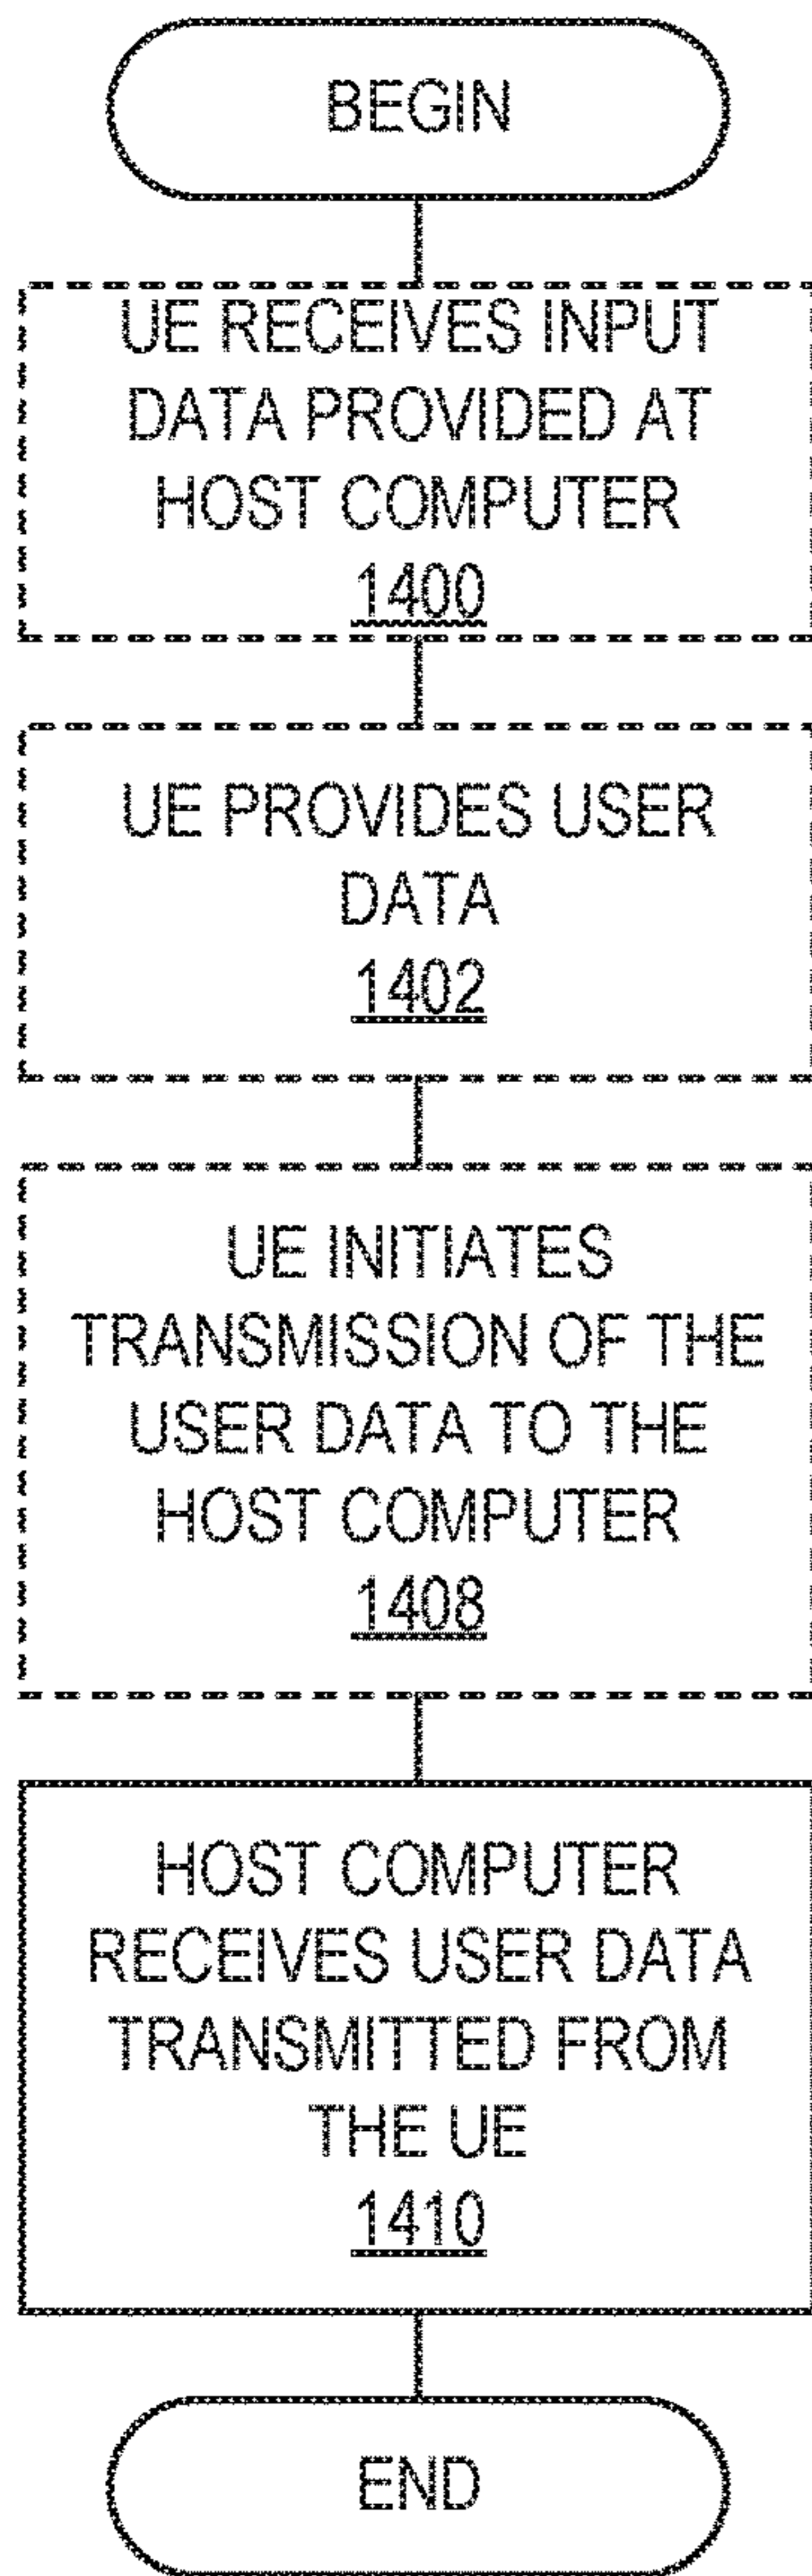 BEGIN
UE RECEIVES INPUT
DATA PROVIDED AT
HOST COMPUTER
1400
UE PROVIDES USER
DATA
1402
UE INITIATES
TRANSMISSION OF THE
USER DATA TO THE
HOST COMPUTER
1408
HOST COMPUTER
RECEIVES USER DATA
TRANSMITTED FROM
THE UE
1410
END